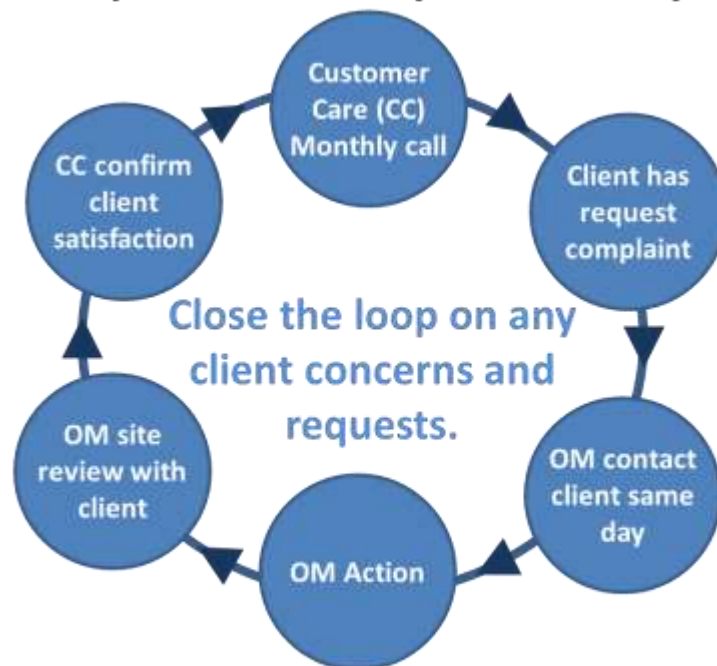 Customer
Care (CC)
Monthly call
Client has
request
complaint
OM contact
client same
day
OM Action
OM site
review with
client
CC confirm
client
satisfaction
Close the loop on any
client concerns and
requests.